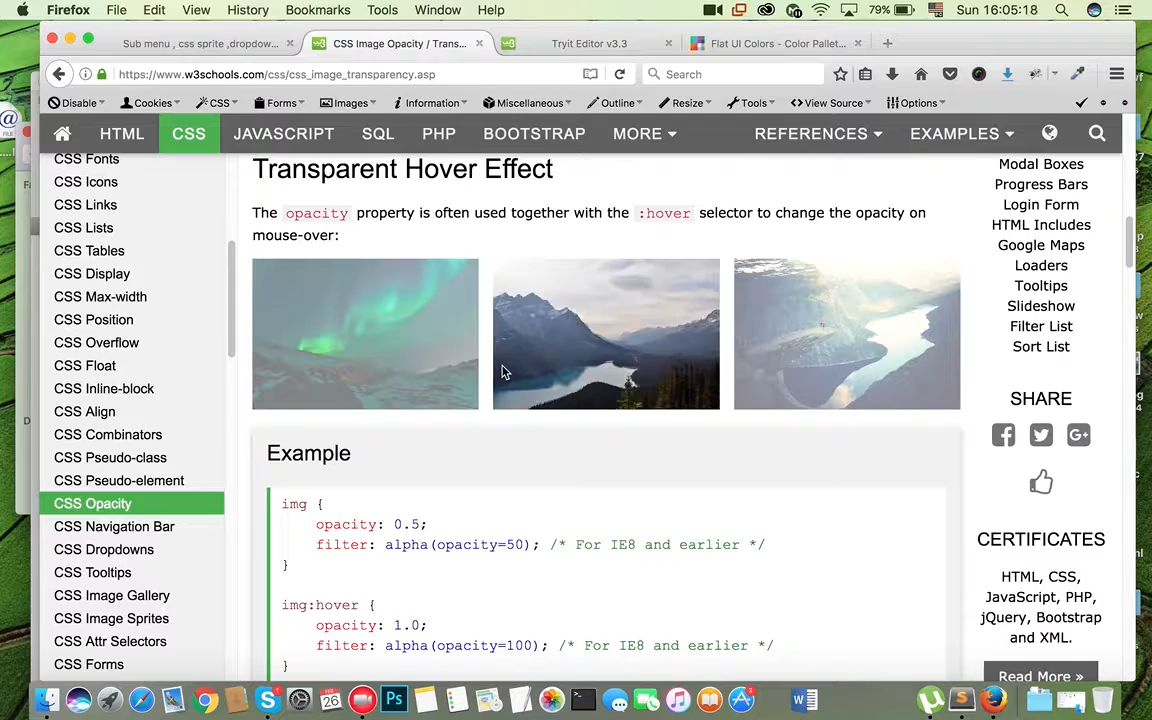 Firefox File Edit View History Bookmarks Tools Window Help 79% Sun 16:05:18
Sub menu , css sprite ,dropdow... CSS Image Opacity / Trans... Tryit Editor v3.3 Flat UI Colors - Color Pallet...
https://www.w3schools.com/css/css_image_transparency.asp Search
Disable Cookies CSS Forms Images Information Miscellaneous Outline Resize Tools View Source Options
HTML CSS JAVASCRIPT SQL PHP BOOTSTRAP MORE REFERENCES EXAMPLES
CSS Fonts
CSS Icons
CSS Links
CSS Lists
CSS Tables
CSS Display
CSS Max-width
CSS Position
CSS Overflow
CSS Float
CSS Inline-block
CSS Align
CSS Combinators
CSS Pseudo-class
CSS Pseudo-element
CSS Opacity
CSS Navigation Bar
CSS Dropdowns
CSS Tooltips
CSS Image Gallery
CSS Image Sprites
CSS Attr Selectors
CSS Forms
Transparent Hover Effect
The opacity property is often used together with the :hover selector to change the opacity on
mouse-over:
Example
img {
opacity: 0.5;
filter: alpha(opacity=50); /* For IE8 and earlier */
}
img:hover {
opacity: 1.0;
filter: alpha(opacity=100); /* For IE8 and earlier */
}
Modal Boxes
Progress Bars
Login Form
HTML Includes
Google Maps
Loaders
Tooltips
Slideshow
Filter List
Sort List
SHARE
CERTIFICATES
HTML, CSS,
JavaScript, PHP,
jQuery, Bootstrap
and XML.
Read More »